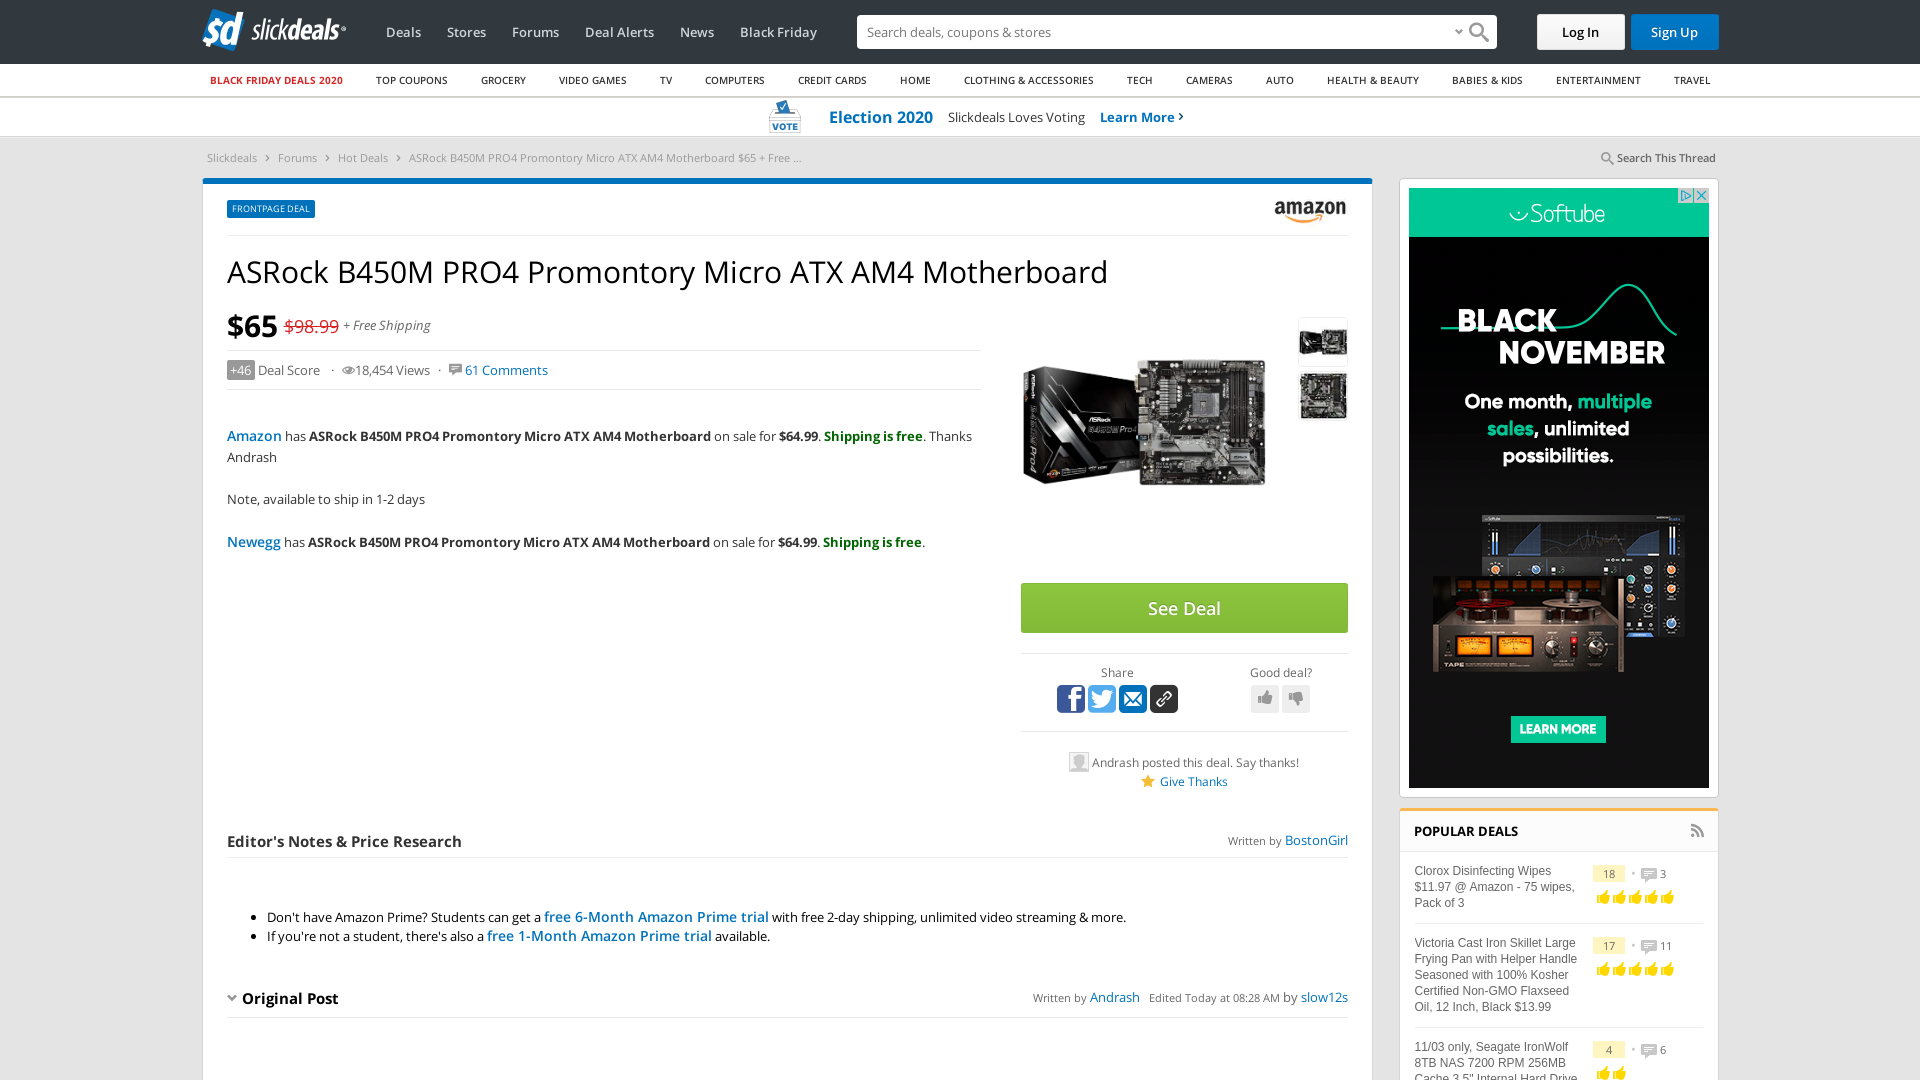 sd slickdeals
Deals Stores Forums Deal Alerts News Black Friday
Search deals, coupons & stores
Log In Sign Up
BLACK FRIDAY DEALS 2020 TOP COUPONS GROCERY VIDEO GAMES TV COMPUTERS CREDIT CARDS HOME CLOTHING & ACCESSORIES TECH CAMERAS AUTO HEALTH & BEAUTY BABIES & KIDS ENTERTAINMENT TRAVEL
VOTE Election 2020 Slickdeals Loves Voting Learn More
Slickdeals Forums Hot Deals ASRock B450M PRO4 Promontory Micro ATX AM4 Motherboard $65 + Free ...
Search This Thread
FRONTPAGE DEAL
amazon
ASRock B450M PRO4 Promontory Micro ATX AM4 Motherboard
$65 $98.99 + Free Shipping
+46 Deal Score · 18,454 Views · 61 Comments
Amazon has ASRock B450M PRO4 Promontory Micro ATX AM4 Motherboard on sale for $64.99. Shipping is free. Thanks
Andrash
Note, available to ship in 1-2 days
Newegg has ASRock B450M PRO4 Promontory Micro ATX AM4 Motherboard on sale for $64.99. Shipping is free.
See Deal
Share
Good deal?
Andrash posted this deal. Say thanks!
Give Thanks
Editor's Notes & Price Research
Written by BostonGirl
Don't have Amazon Prime? Students can get a free 6-Month Amazon Prime trial with free 2-day shipping, unlimited video streaming & more.
If you're not a student, there's also a free 1-Month Amazon Prime trial available.
Original Post
Written by Andrash Edited Today at 08:28 AM by slow12s
Softube
BLACK
NOVEMBER
One month, multiple
sales, unlimited
possibilities.
TAPE
LEARN MORE
POPULAR DEALS
Clorox Disinfecting Wipes
$11.97 @ Amazon - 75 wipes,
Pack of 3
18 • 3
Victoria Cast Iron Skillet Large
Frying Pan with Helper Handle
Seasoned with 100% Kosher
Certified Non-GMO Flaxseed
Oil, 12 Inch, Black $13.99
17 • 11
11/03 only, Seagate IronWolf
8TB NAS 7200 RPM 256MB
Cache 3.5" Internal Hard Drive
4 • 6